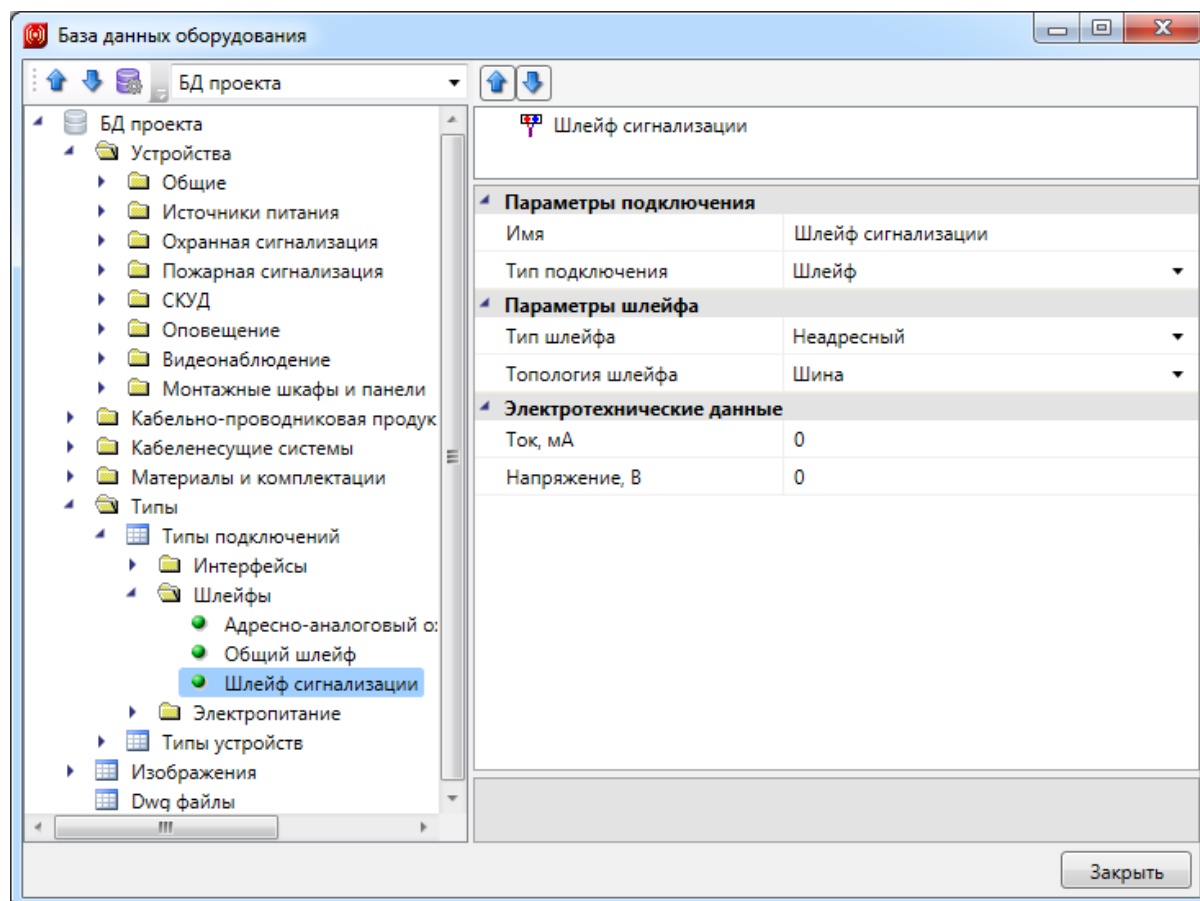 База данных оборудования
БД проекта
БД проекта
Устройства
Общие
Источники питания
Охранная сигнализация
Пожарная сигнализация
СКУД
Оповещение
Видеонаблюдение
Монтажные шкафы и панели
Кабельно-проводниковая продук
Кабеленесущие системы
Материалы и комплектации
Типы
Типы подключений
Интерфейсы
Шлейфы
Адресно-аналоговый о
Общий шлейф
Шлейф сигнализации
Электропитание
Типы устройств
Изображения
Dwg файлы
Шлейф сигнализации
Параметры подключения
Имя Шлейф сигнализации
Тип подключения Шлейф
Параметры шлейфа
Тип шлейфа Неадресный
Топология шлейфа Шина
Электротехнические данные
Ток, мА 0
Напряжение, В 0
Закрыть